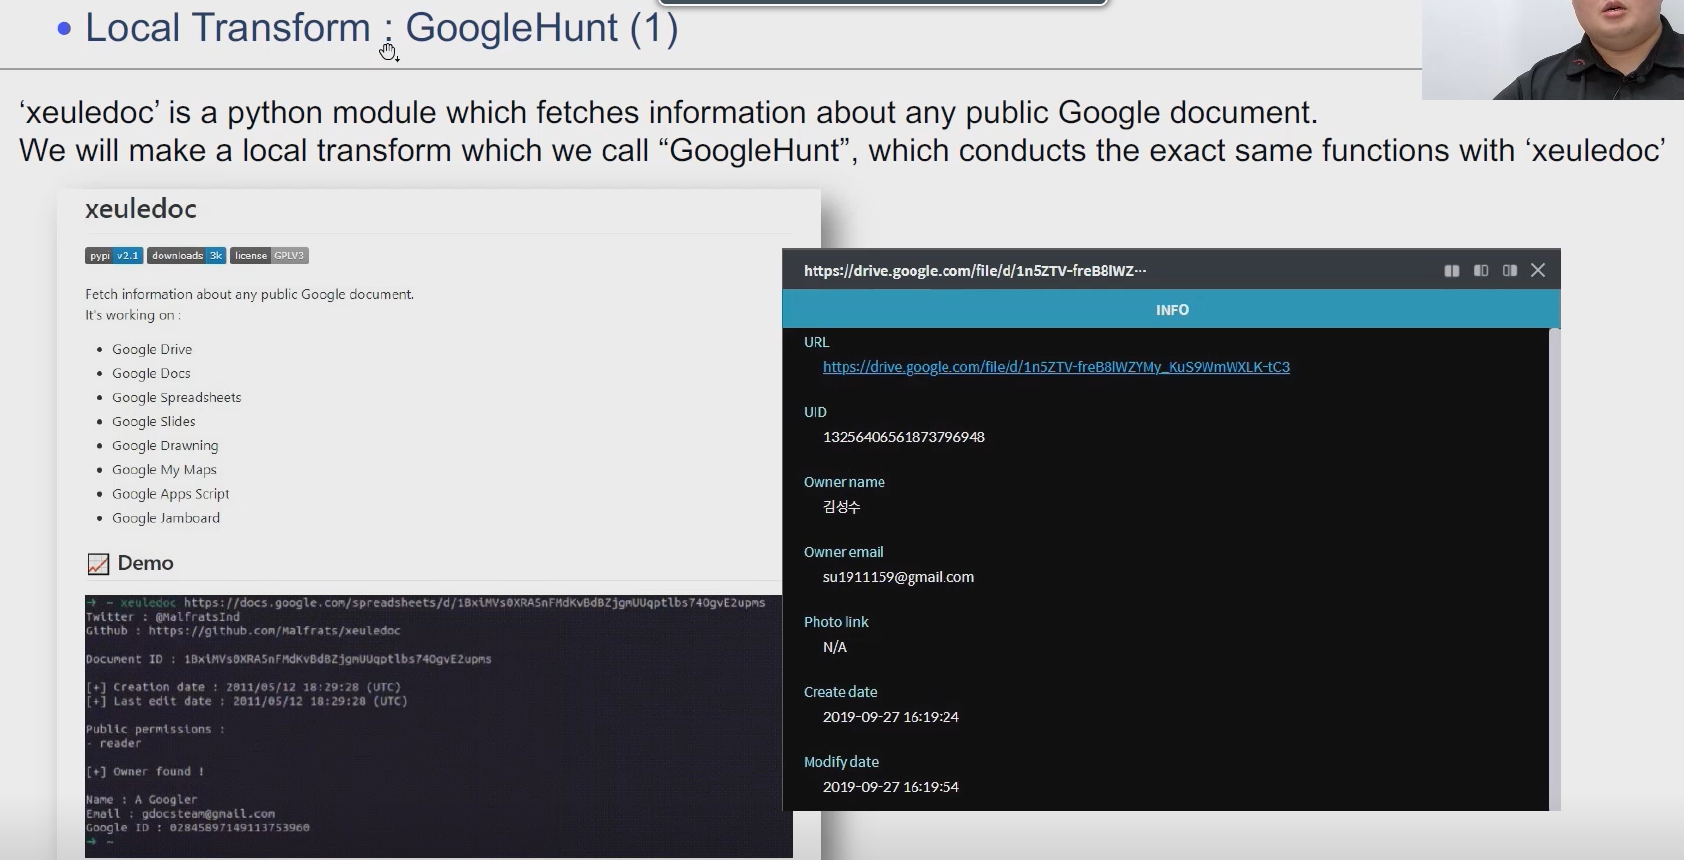 Local Transform : GoogleHunt (1)
‘xeuledoc’ is a python module which fetches information about any public Google document.
We will make a local transform which we call “GoogleHunt”, which conducts the exact same functions with ‘xeuledoc’
xeuledoc
pypi v2.1 downloads 3k license GPLV3
Fetch information about any public Google document.
It's working on :
Google Drive
Google Docs
Google Spreadsheets
Google Slides
Google Drawning
Google My Maps
Google Apps Script
Google Jamboard
Demo
→ ~ xeuledoc https://docs.google.com/spreadsheets/d/1BxiMVs0XRA5nFMdKvBdBZjgmUUqptlbs74OgvE2upms
Twitter : @MalfratsInd
Github : https://github.com/Malfrats/xeuledoc
Document ID : 1BxiMVs0XRA5nFMdKvBdBZjgmUUqptlbs74OgvE2upms
[+] Creation date : 2011/05/12 18:29:28 (UTC)
[+] Last edit date : 2011/05/12 18:29:28 (UTC)
Public permissions :
- reader
[+] Owner found !
Name : A Googler
Email : gdocsteam@gmail.com
Google ID : 02845897149113753960
→ ~
https://drive.google.com/file/d/1n5ZTV-freB8lWZ···
INFO
URL
https://drive.google.com/file/d/1n5ZTV-freB8lWZYMy_KuS9WmWXLK-tC3
UID
13256406561873796948
Owner name
김성수
Owner email
su1911159@gmail.com
Photo link
N/A
Create date
2019-09-27 16:19:24
Modify date
2019-09-27 16:19:54